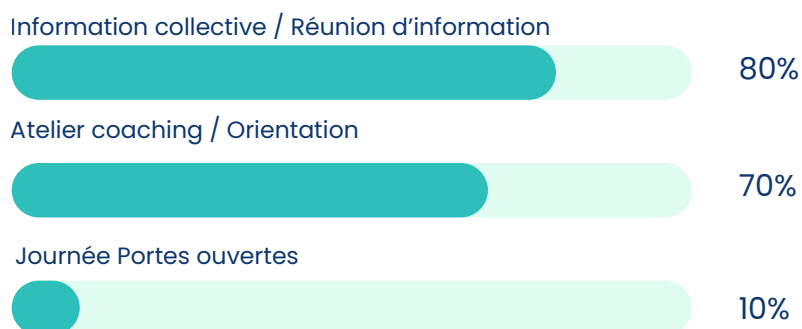 Information collective / Réunion d’information
80%
Atelier coaching / Orientation
70%
Journée Portes ouvertes
10%